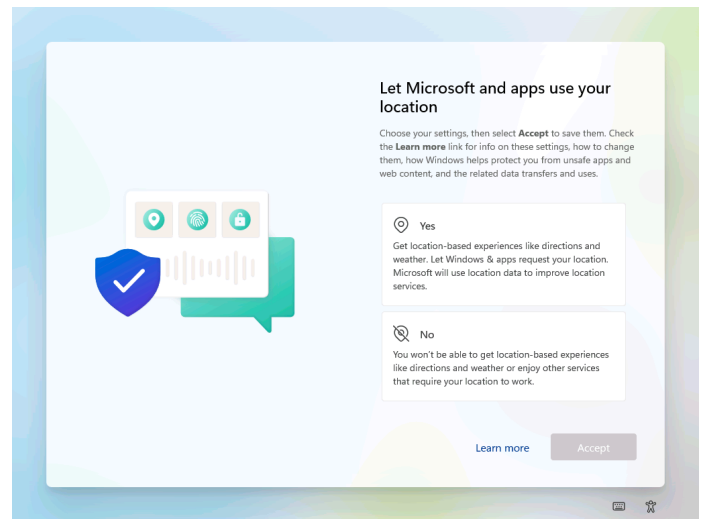 Let Microsoft and apps use your
location
Choose your settings, then select Accept to save them. Check
the Learn more link for info on these settings, how to change
them, how Windows helps protect you from unsafe apps and
web content, and the related data transfers and uses.
Yes
Get location-based experiences like directions and
weather. Let Windows & apps request your location.
Microsoft will use location data to improve location
services.
No
You won't be able to get location-based experiences
like directions and weather or enjoy other services
that require your location to work.
Learn more
Accept